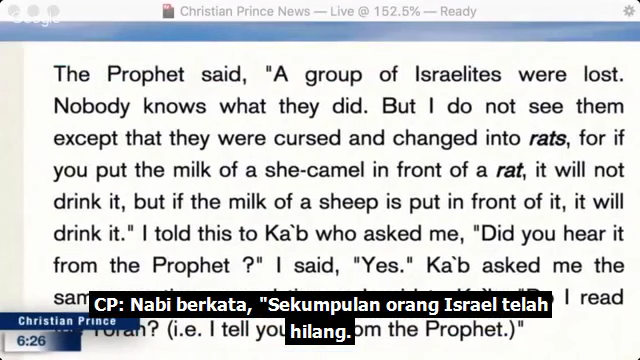 Christian Prince News — Live @ 152.5% — Ready
Google
The Prophet said, "A group of Israelites were lost.
Nobody knows what they did. But I do not see them
except that they were cursed and changed into rats, for if
you put the milk of a she-camel in front of a rat, it will not
drink it, but if the milk of a sheep is put in front of it, it will
drink it." I told this to Ka`b who asked me, "Did you hear it
from the Prophet ?" I said, "Yes." Ka`b asked me the
I read
? (i.e. I tell you om the Prophet.)"
CP: Nabi berkata, "Sekumpulan orang Israel telah
hilang.
Christian Prince
6:26